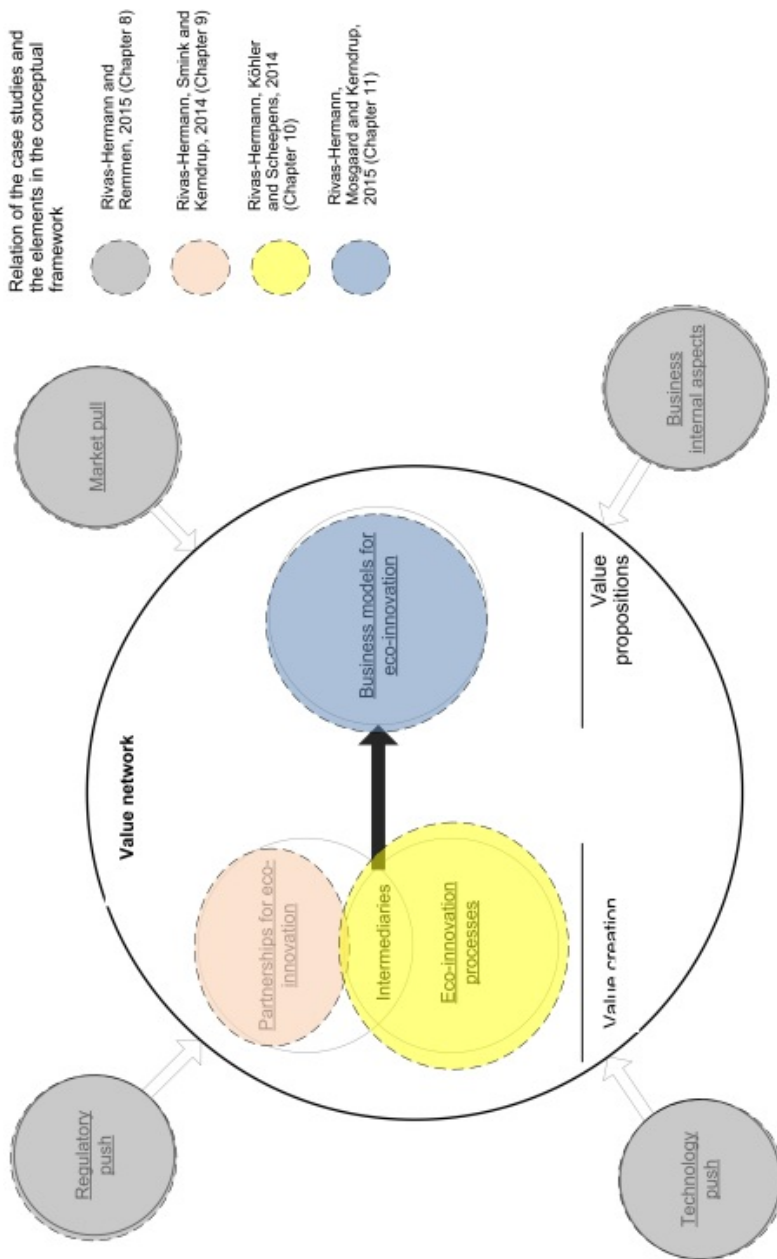 Relation of the case studies and
the elements in the conceptual
framework
Rivas-Hermann and
Remmen, 2015 (Chapter 8)
Rivas-Hermann, Smink and
Kerndrup, 2014 (Chapter 9)
Rivas-Hermann, Köhler
and Scheepens, 2014
(Chapter 10)
Rivas-Hermann,
Mosgaard and Kerndrup,
2015 (Chapter 11)
Regulatory
push
Market pull
Value network
Partnerships for eco-
innovation
Intermediaries
Eco-innovation
processes
Business models for
eco-innovation
Value creation
Value
propositions
Technology
push
Business
internal aspects